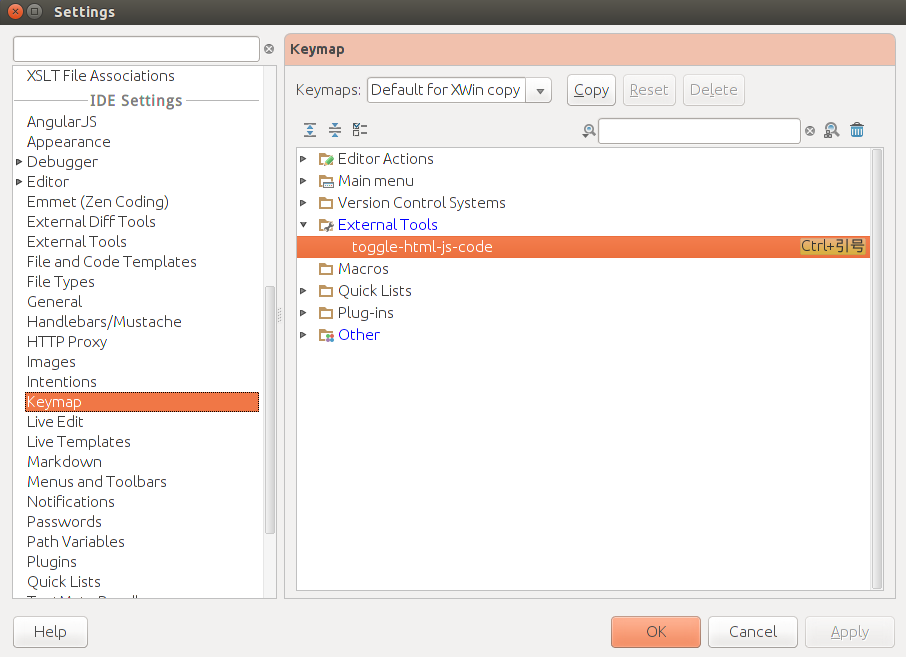 Settings
XSLT File Associations
IDE Settings
AngularJS
Appearance
Debugger
Editor
Emmet (Zen Coding)
External Diff Tools
External Tools
File and Code Templates
File Types
General
Handlebars/Mustache
HTTP Proxy
Images
Intentions
Keymap
Live Edit
Live Templates
Markdown
Menus and Toolbars
Notifications
Passwords
Path Variables
Plugins
Quick Lists
Keymap
Keymaps: Default for XWin copy Copy Reset Delete
Editor Actions
Main menu
Version Control Systems
External Tools
toggle-html-js-code Ctrl+引号
Macros
Quick Lists
Plug-ins
Other
Help OK Cancel Apply